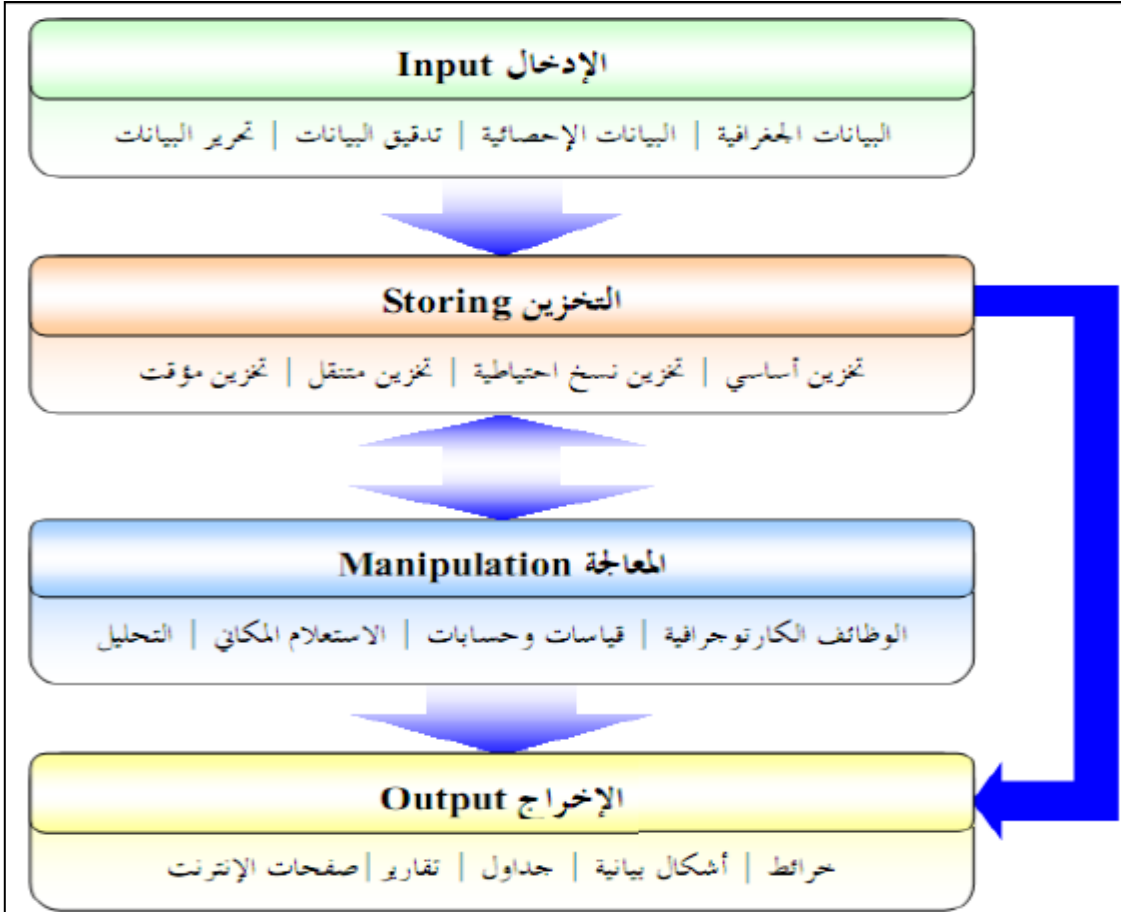 الإدخال Input
البيانات الجغرافية | البيانات الإحصائية | تدقيق البيانات | تحرير البيانات
التخزين Storing
تخزين أساسي | تخزين نسخ احتياطية | تخزين متنقل | تخزين مؤقت
المعالجة Manipulation
الوظائف الكارتوجرافية | قياسات وحسابات | الاستعلام المكاني | التحليل
الإخراج Output
خرائط | أشكال بيانية | جداول | تقارير | صفحات الإنترنت